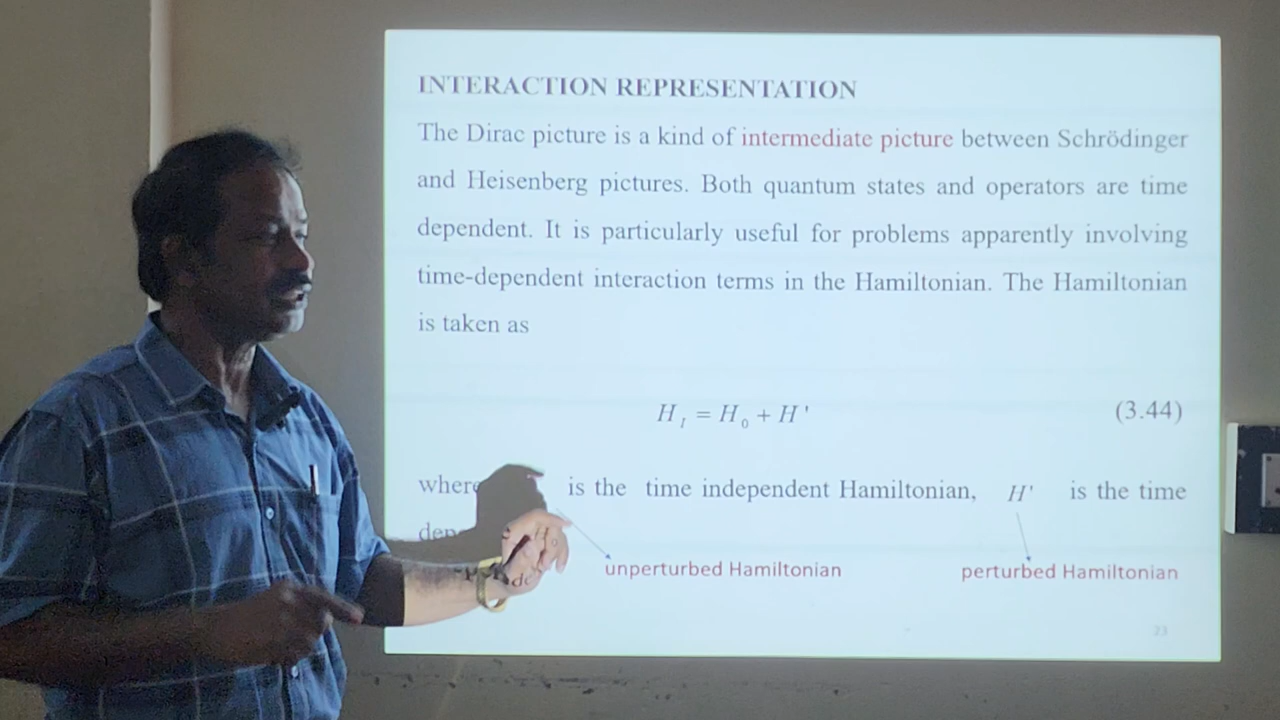 INTERACTION REPRESENTATION
The Dirac picture is a kind of intermediate picture between Schrödinger
and Heisenberg pictures. Both quantum states and operators are time
dependent. It is particularly useful for problems apparently involving
time-dependent interaction terms in the Hamiltonian. The Hamiltonian
is taken as
H_I = H_0 + H' (3.44)
where is the time independent Hamiltonian, H' is the time
unperturbed Hamiltonian perturbed Hamiltonian
23